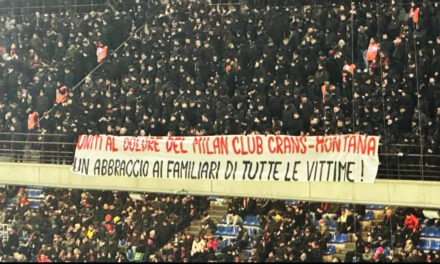 UNITI AL DOLORE DEL MILAN CLUB CRANS-MONTANA
UN ABBRACCIO AI FAMILIARI DI TUTTE LE VITTIME !